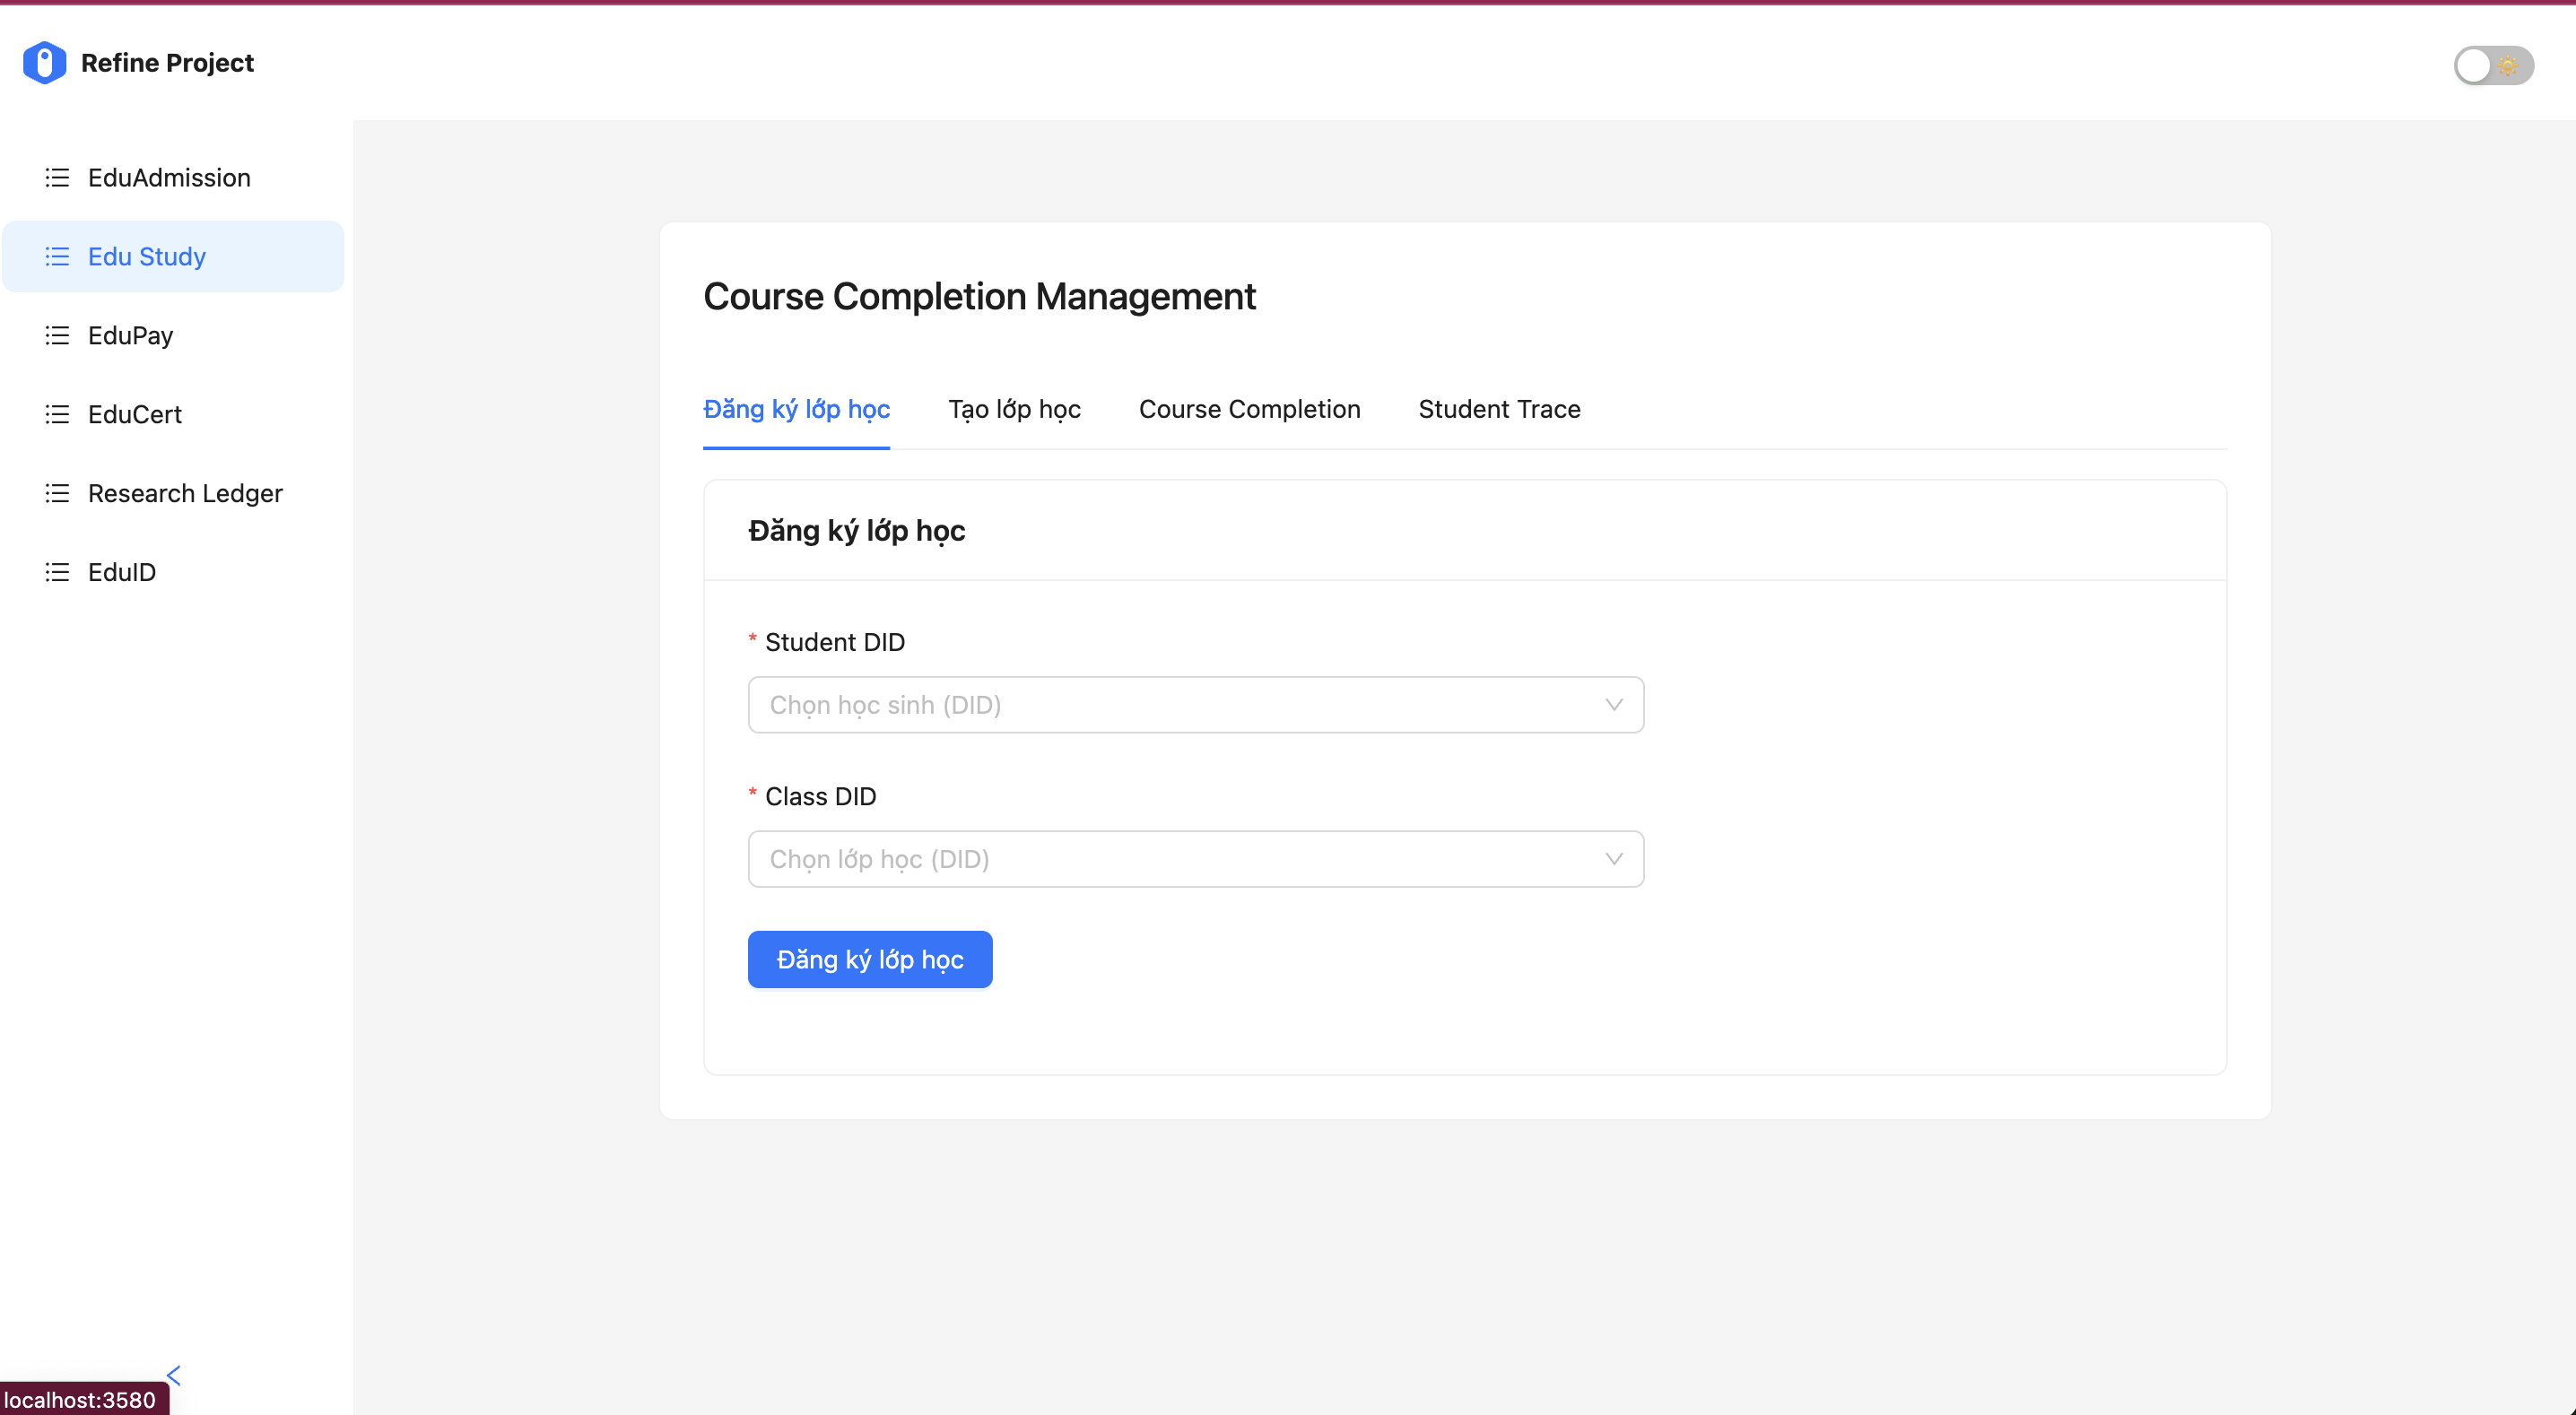 Refine Project
EduAdmission
Edu Study
EduPay
EduCert
Research Ledger
EduID
Course Completion Management
Đăng ký lớp học
Tạo lớp học
Course Completion
Student Trace
Đăng ký lớp học
* Student DID
Chọn học sinh (DID)
* Class DID
Chọn lớp học (DID)
Đăng ký lớp học
localhost:3580